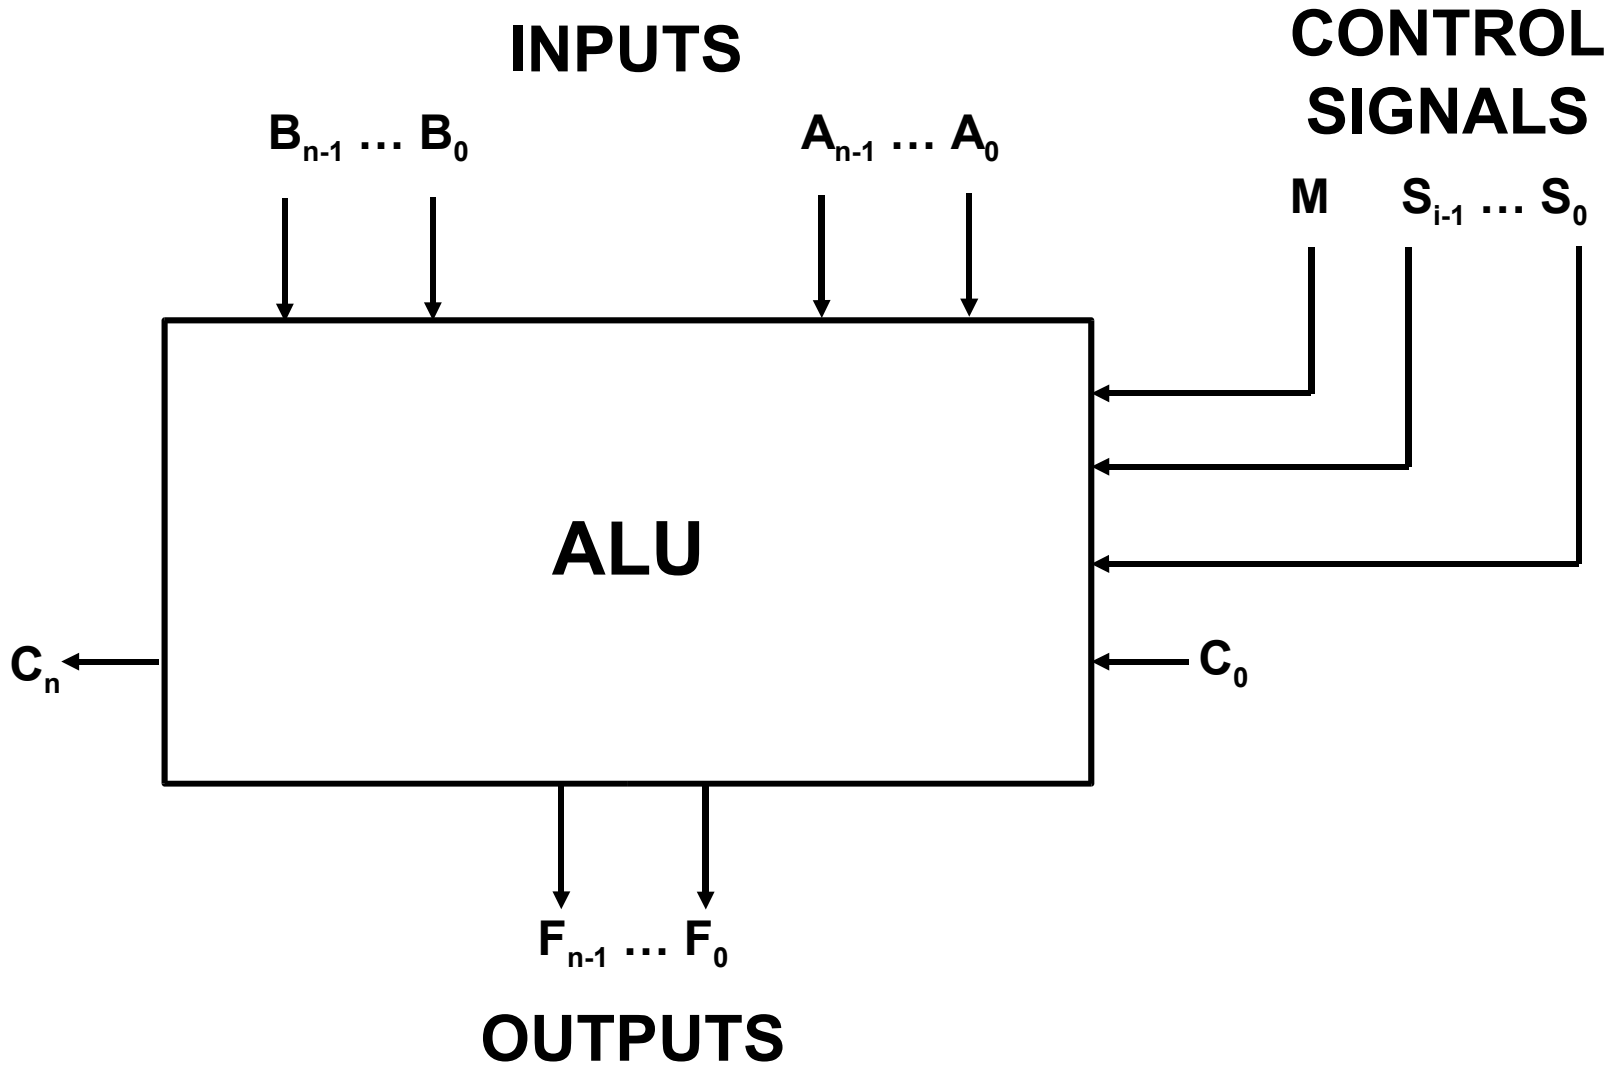 INPUTS
CONTROL
SIGNALS
Bn-1 … B0
An-1 … A0
M
Si-1 … S0
ALU
Cn
C0
Fn-1 … F0
OUTPUTS